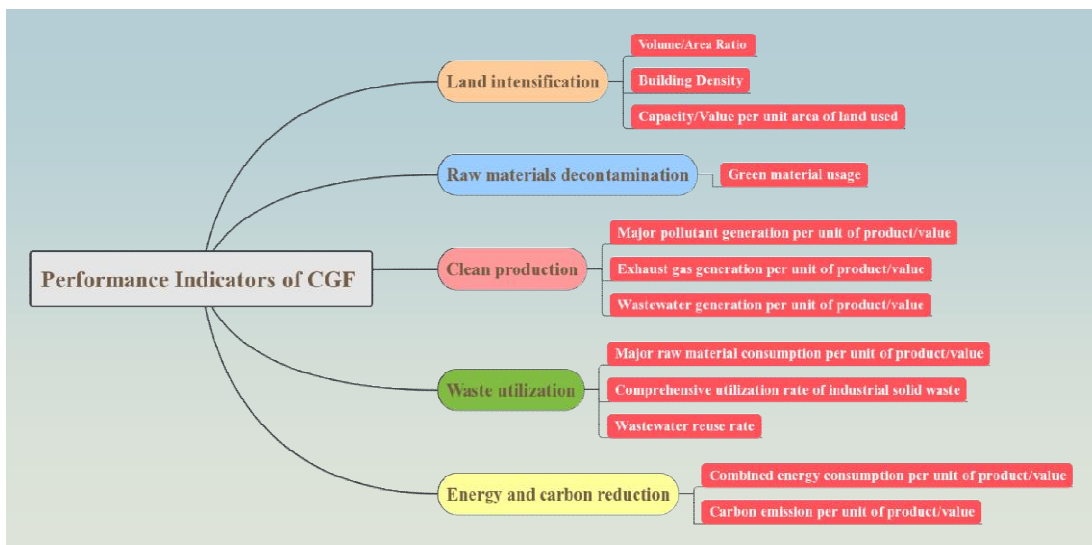 Performance Indicators of CGF
Land intensification
Volume/Area Ratio
Building Density
Capacity/Value per unit area of land used
Raw materials decontamination
Green material usage
Clean production
Major pollutant generation per unit of product/value
Exhaust gas generation per unit of product/value
Wastewater generation per unit of product/value
Waste utilization
Major raw material consumption per unit of product/value
Comprehensive utilization rate of industrial solid waste
Wastewater reuse rate
Energy and carbon reduction
Combined energy consumption per unit of product/value
Carbon emission per unit of product/value